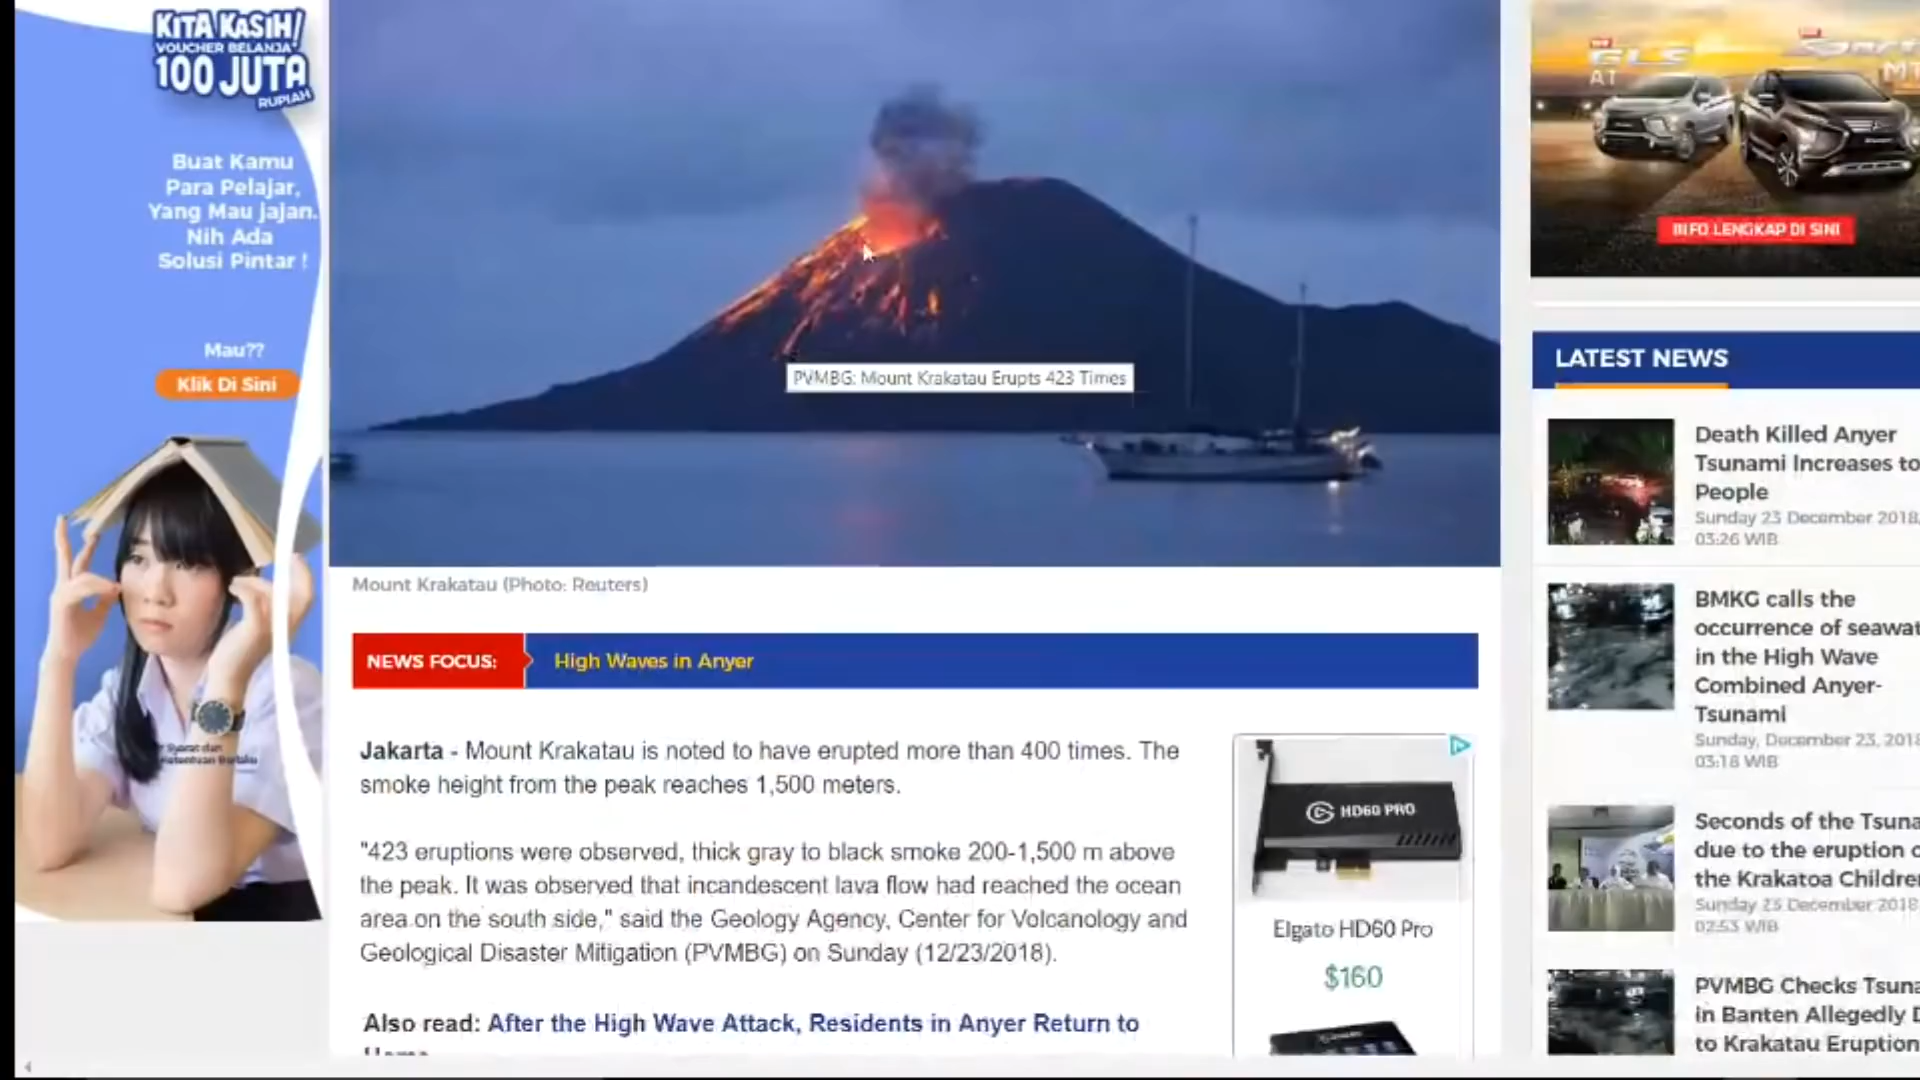 KITA KASIH!
VOUCHER BELANJA*
100 JUTA
RUPIAH
Buat Kamu
Para Pelajar,
Yang Mau jajan.
Nih Ada
Solusi Pintar !
Mau??
Klik Di Sini
PVMBG: Mount Krakatau Erupts 423 Times
Mount Krakatau (Photo: Reuters)
NEWS FOCUS:
High Waves in Anyer
Jakarta - Mount Krakatau is noted to have erupted more than 400 times. The
smoke height from the peak reaches 1,500 meters.
"423 eruptions were observed, thick gray to black smoke 200-1,500 m above
the peak. It was observed that incandescent lava flow had reached the ocean
area on the south side," said the Geology Agency, Center for Volcanology and
Geological Disaster Mitigation (PVMBG) on Sunday (12/23/2018).
Also read: After the High Wave Attack, Residents in Anyer Return to
HD60 PRO
Elgato HD60 Pro
$160
GLS
AT
MT
INFO LENGKAP DI SINI
LATEST NEWS
Death Killed Anyer
Tsunami Increases to
People
Sunday 23 December 2018,
03:26 WIB
BMKG calls the
occurrence of seawat
in the High Wave
Combined Anyer-
Tsunami
Sunday, December 23, 2018
03:18 WIB
Seconds of the Tsuna
due to the eruption o
the Krakatoa Children
Sunday 23 December 2018
02:53 WIB
PVMBG Checks Tsuna
in Banten Allegedly D
to Krakatau Eruption